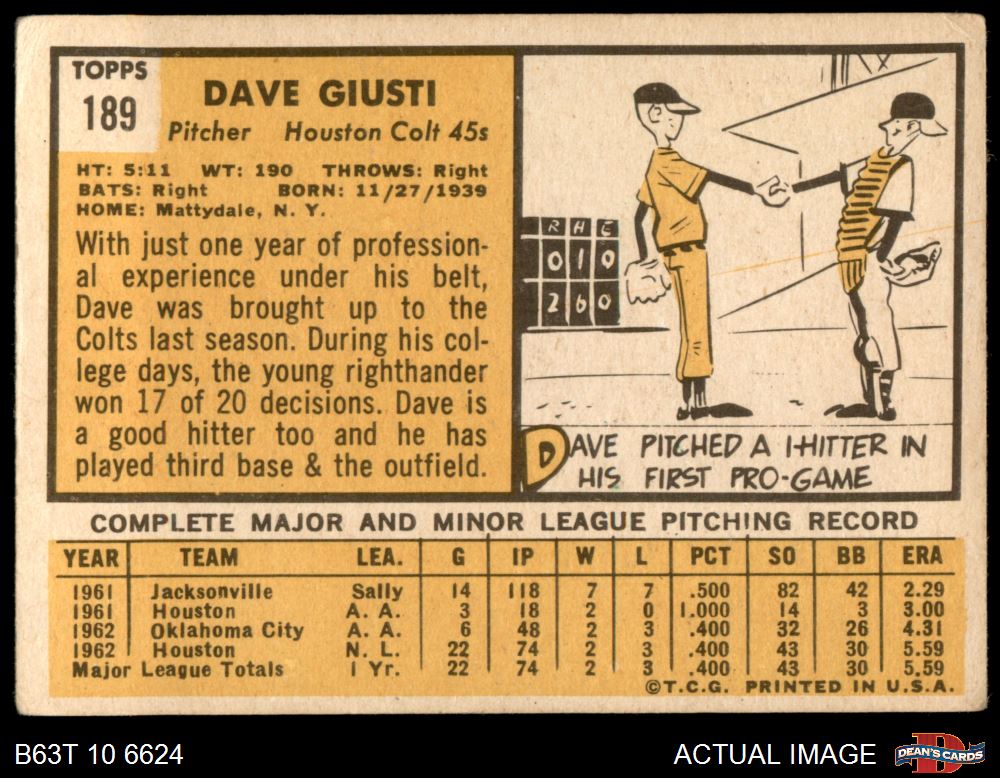 TOPPS
189
DAVE GIUSTI
Pitcher Houston Colt 45s
HT: 5:11 WT: 190 THROWS: Right
BATS: Right BORN: 11/27/1939
HOME: Mattydale, N. Y.
With just one year of profession-
al experience under his belt,
Dave was brought up to the
Colts last season. During his col-
lege days, the young righthander
won 17 of 20 decisions. Dave is
a good hitter too and he has
played third base & the outfield.
R H E
0 1 0
2 6 0
DAVE PITCHED A 1-HITTER IN
HIS FIRST PRO-GAME
COMPLETE MAJOR AND MINOR LEAGUE PITCHING RECORD
YEAR TEAM LEA. G IP W L PCT SO BB ERA
1961 Jacksonville Sally 14 118 7 7 .500 82 42 2.29
1961 Houston A. A. 3 18 2 0 1.000 14 3 3.00
1962 Oklahoma City A. A. 6 48 2 3 .400 32 26 4.31
1962 Houston N. L. 22 74 2 3 .400 43 30 5.59
Major League Totals 1 Yr. 22 74 2 3 .400 43 30 5.59
©T.C.G. PRINTED IN U.S.A.
B63T 10 6624 ACTUAL IMAGE
DEAN'S CARDS